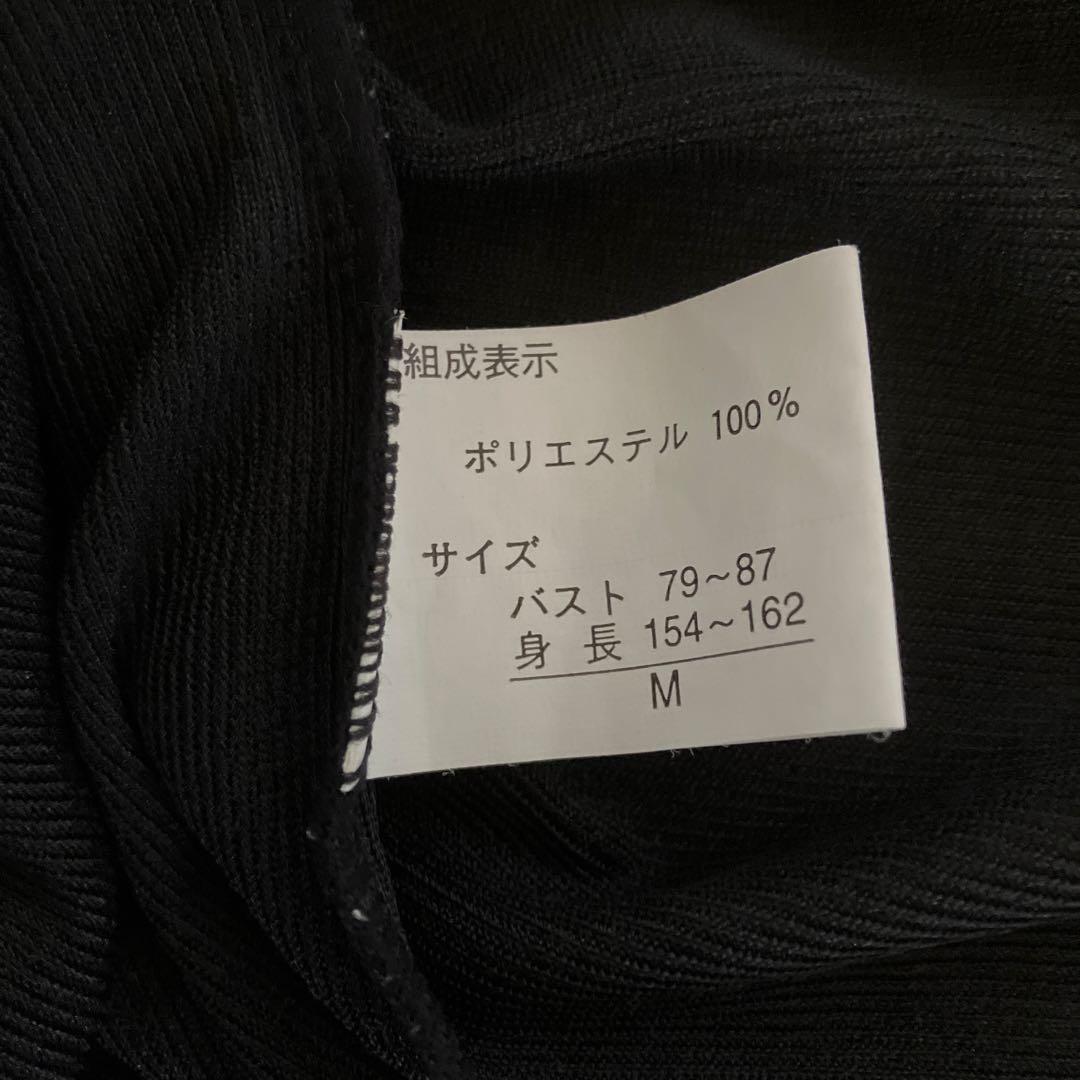 組成表示
ポリエステル 100%
サイズ
バスト 79~87
身長 154~162
M